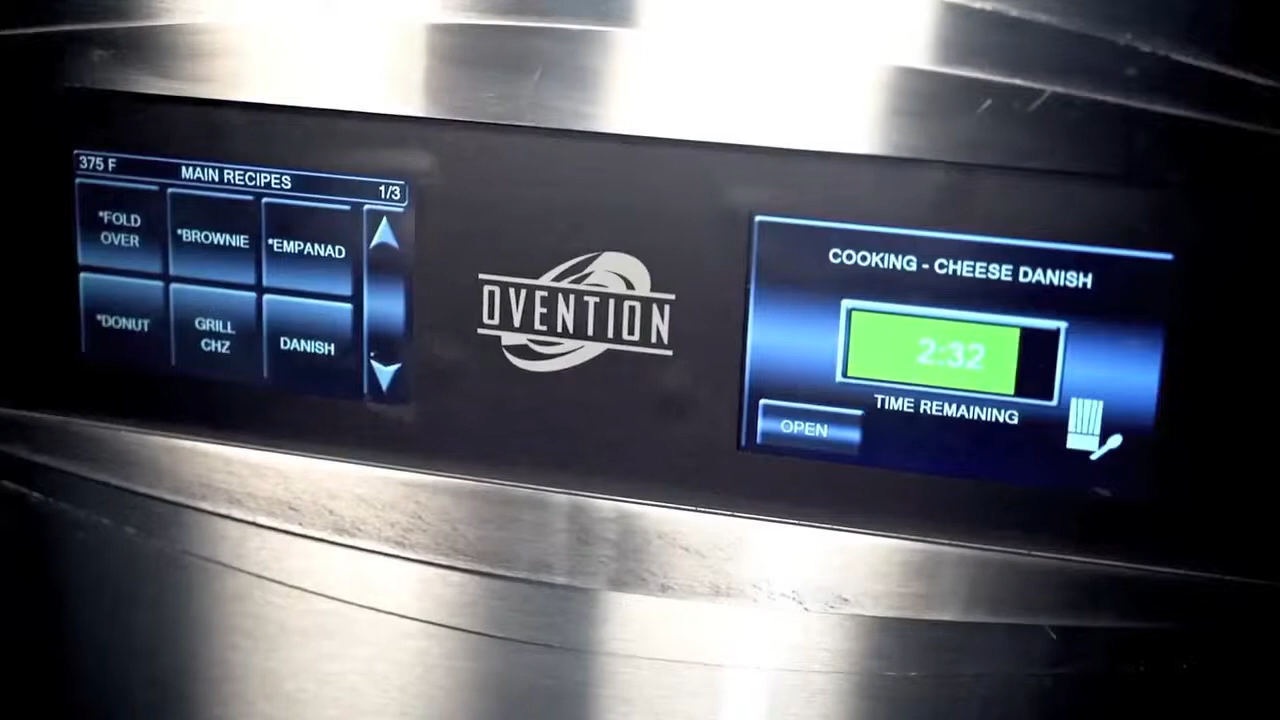 375 F
MAIN RECIPES
1/3
*FOLD
OVER
*BROWNIE
*EMPANAD
*DONUT
GRILL
CHZ
DANISH
OVENTION
COOKING - CHEESE DANISH
2:32
TIME REMAINING
OPEN